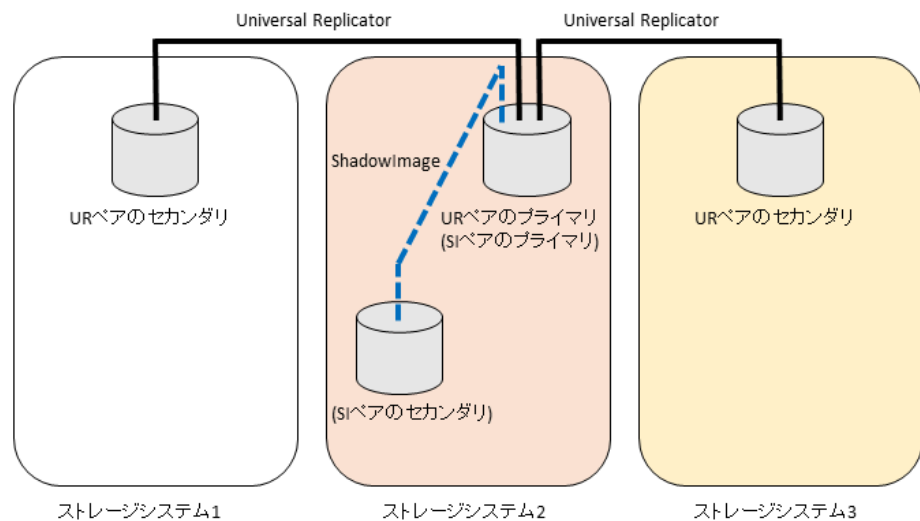 Universal Replicator
Universal Replicator
ShadowImage
URペアのセカンダリ
URペアのプライマリ
(SIペアのプライマリ)
URペアのセカンダリ
(SIペアのセカンダリ)
ストレージシステム1
ストレージシステム2
ストレージシステム3